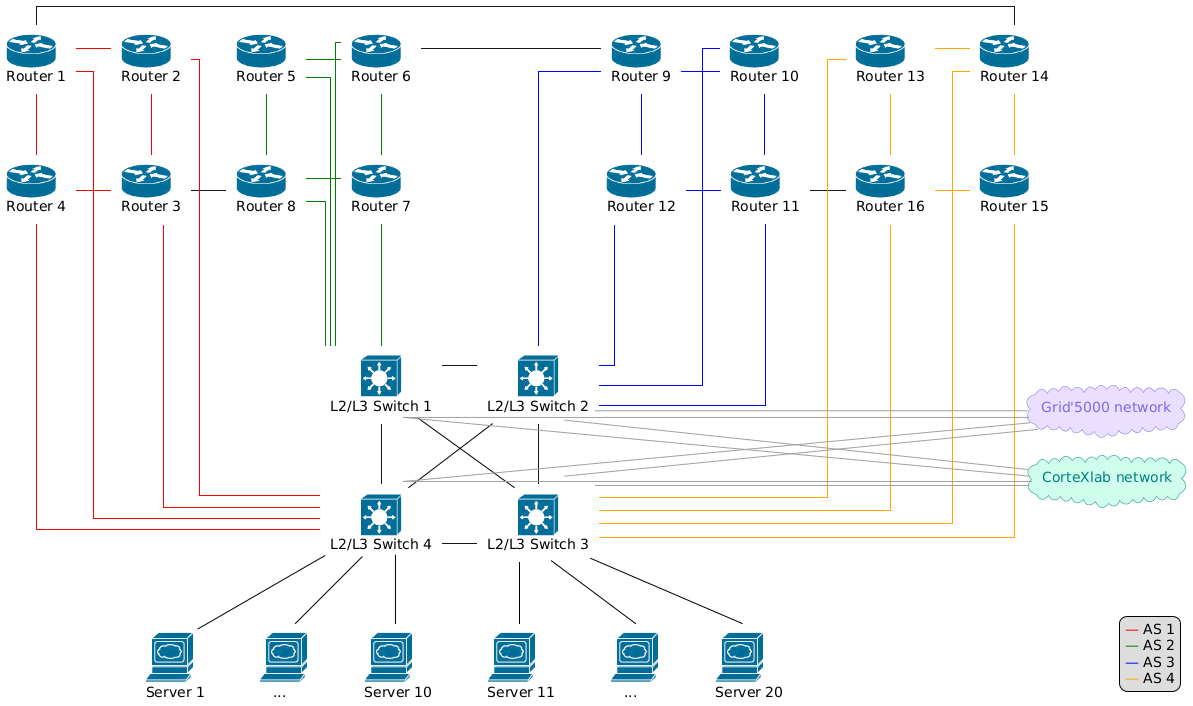 Router 1
Router 2
Router 5
Router 6
Router 9
Router 10
Router 13
Router 14
Router 4
Router 3
Router 8
Router 7
Router 12
Router 11
Router 16
Router 15
L2/L3 Switch 1
L2/L3 Switch 2
Grid'5000 network
CorteXlab network
L2/L3 Switch 4
L2/L3 Switch 3
AS 1
AS 2
AS 3
AS 4
Server 1
...
Server 10
Server 11
...
Server 20